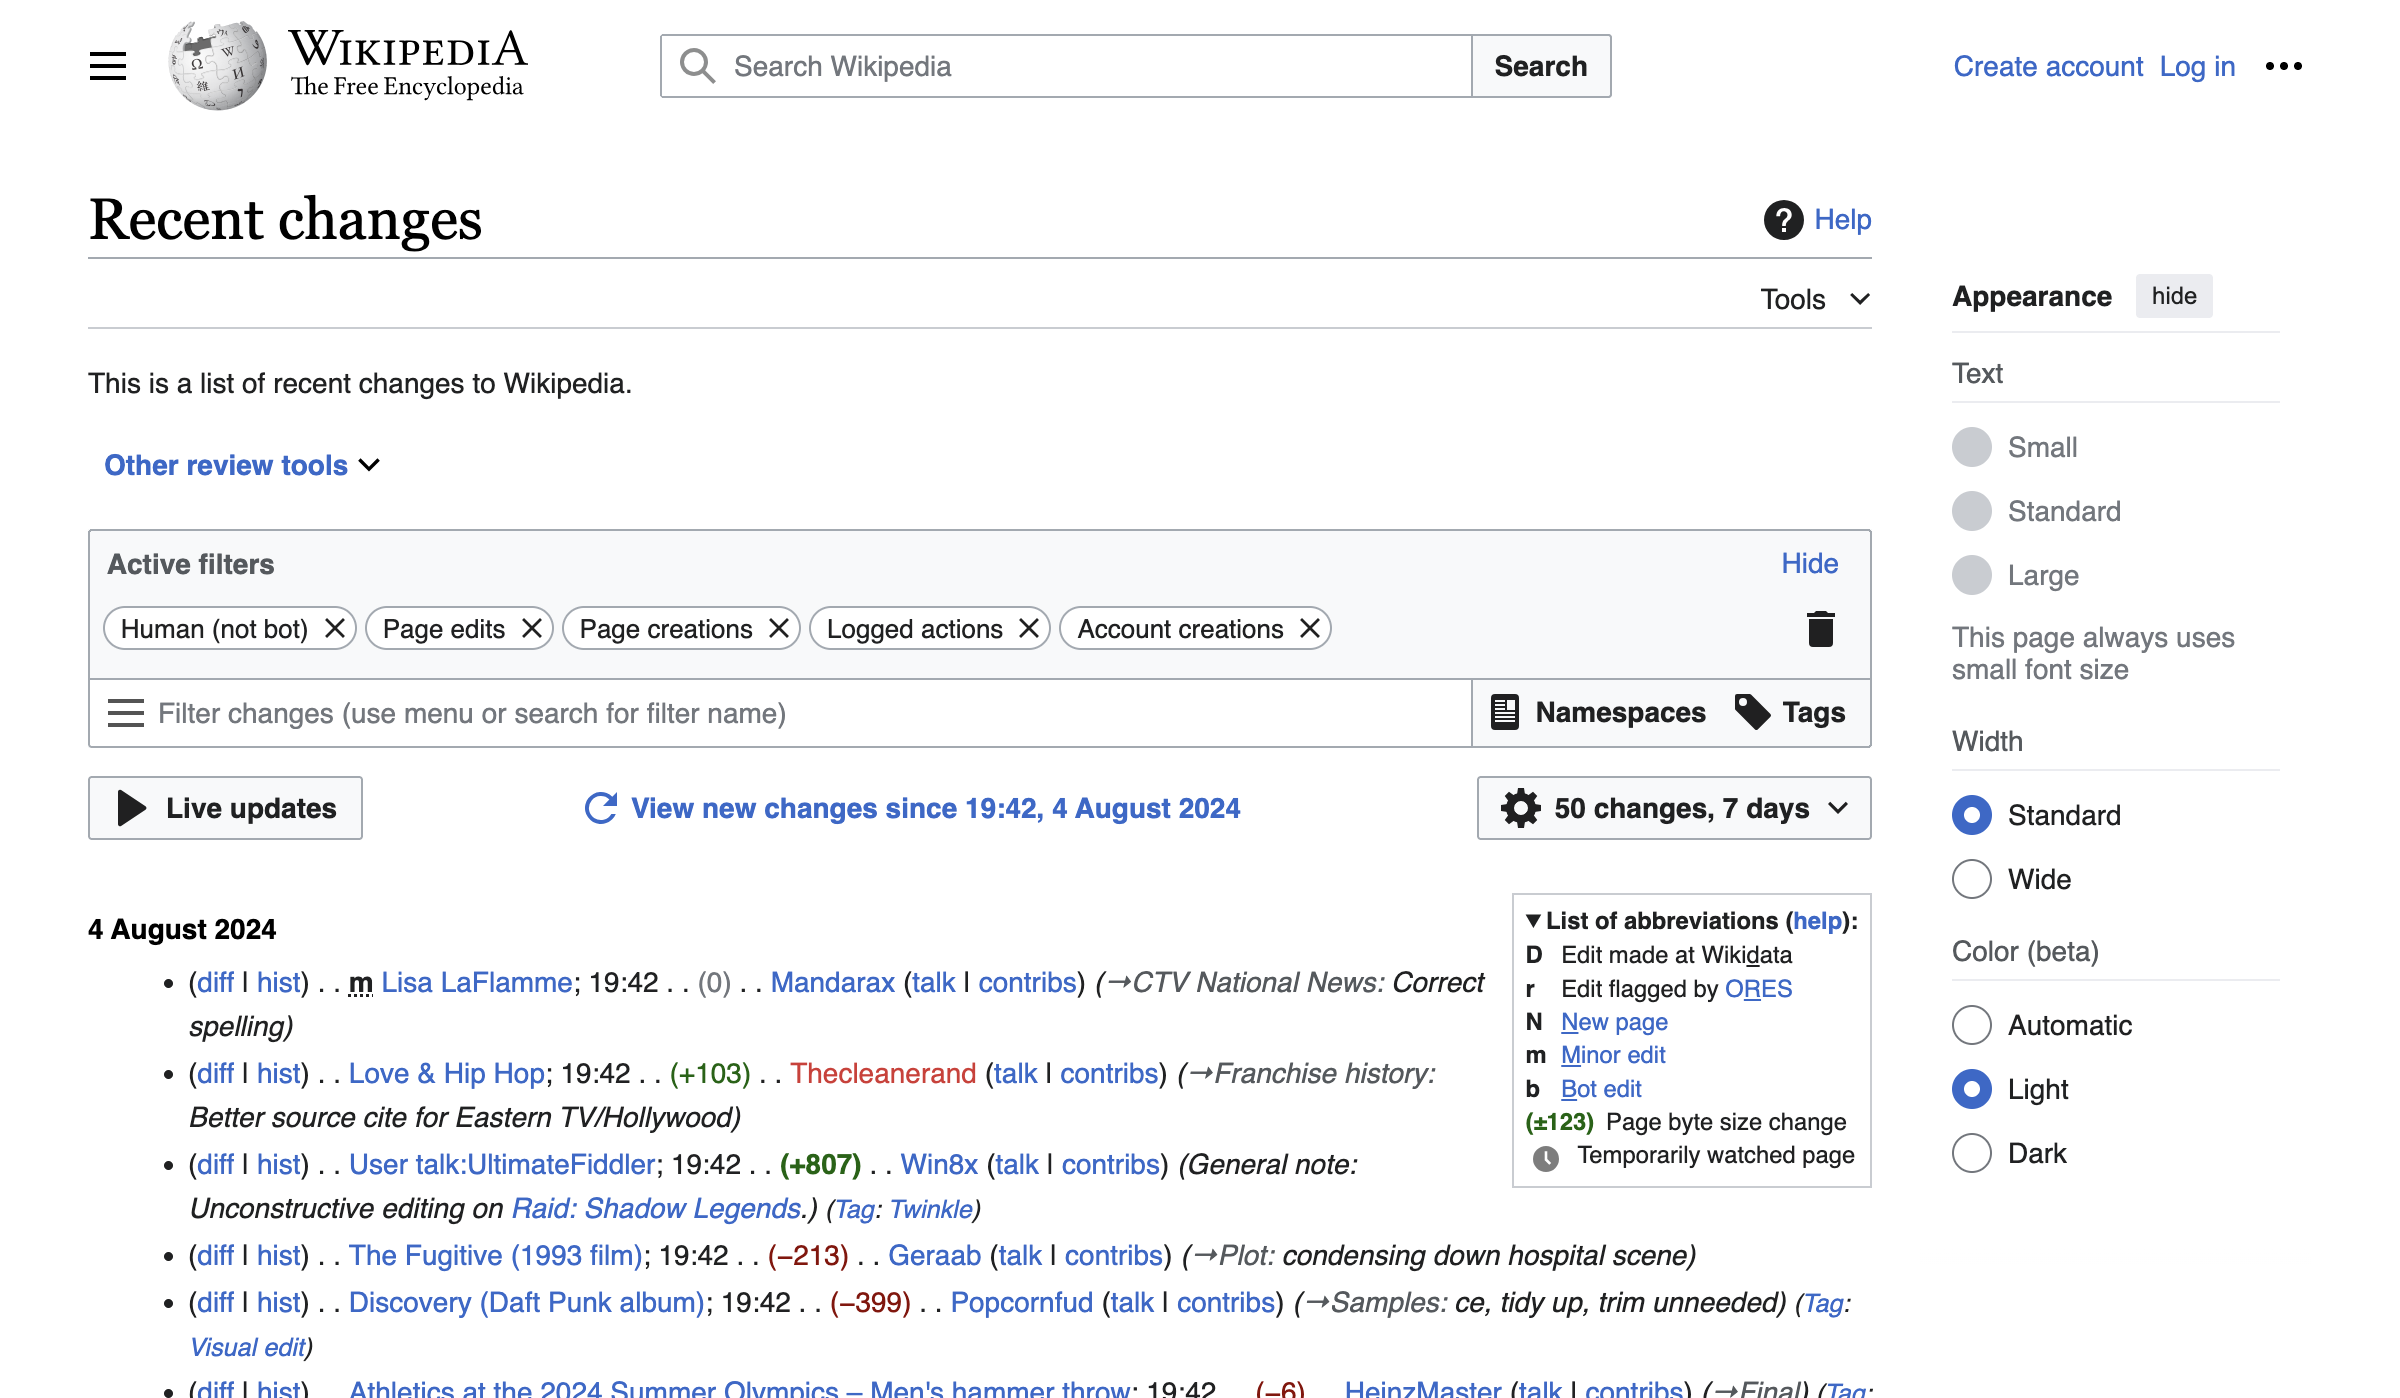 WIKIPEDIA
The Free Encyclopedia
Search Wikipedia
Search
Create account Log in
Recent changes
Help
Tools
This is a list of recent changes to Wikipedia.
Other review tools
Active filters
Hide
Human (not bot) Page edits Page creations Logged actions Account creations
Filter changes (use menu or search for filter name)
Namespaces Tags
Live updates
View new changes since 19:42, 4 August 2024
50 changes, 7 days
4 August 2024
(diff | hist) . . m Lisa LaFlamme; 19:42 . . (0) . . Mandarax (talk | contribs) (→CTV National News: Correct
spelling)
(diff | hist) . . Love & Hip Hop; 19:42 . . (+103) . . Thecleanerand (talk | contribs) (→Franchise history:
Better source cite for Eastern TV/Hollywood)
(diff | hist) . . User talk:UltimateFiddler; 19:42 . . (+807) . . Win8x (talk | contribs) (General note:
Unconstructive editing on Raid: Shadow Legends.) (Tag: Twinkle)
(diff | hist) . . The Fugitive (1993 film); 19:42 . . (−213) . . Geraab (talk | contribs) (→Plot: condensing down hospital scene)
(diff | hist) . . Discovery (Daft Punk album); 19:42 . . (−399) . . Popcornfud (talk | contribs) (→Samples: ce, tidy up, trim unneeded) (Tag:
Visual edit)
(diff | hist) . . Athletics at the 2024 Summer Olympics – Men's hammer throw; 19:42 . . (−6) . . HeinzMaster (talk | contribs) (→Final) (Tag:
List of abbreviations (help):
D Edit made at Wikidata
r Edit flagged by ORES
N New page
m Minor edit
b Bot edit
(±123) Page byte size change
Temporarily watched page
Appearance hide
Text
Small
Standard
Large
This page always uses
small font size
Width
Standard
Wide
Color (beta)
Automatic
Light
Dark